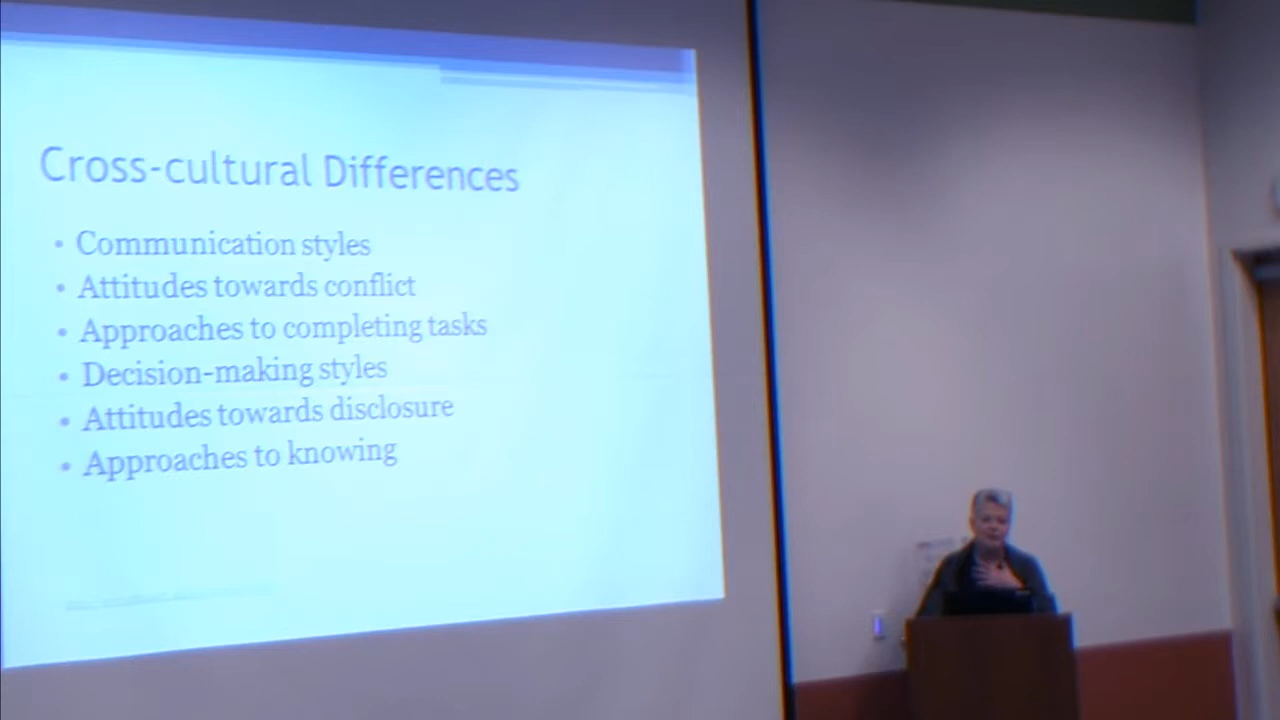 Cross-cultural Differences
• Communication styles
• Attitudes towards conflict
• Approaches to completing tasks
• Decision-making styles
• Attitudes towards disclosure
• Approaches to knowing